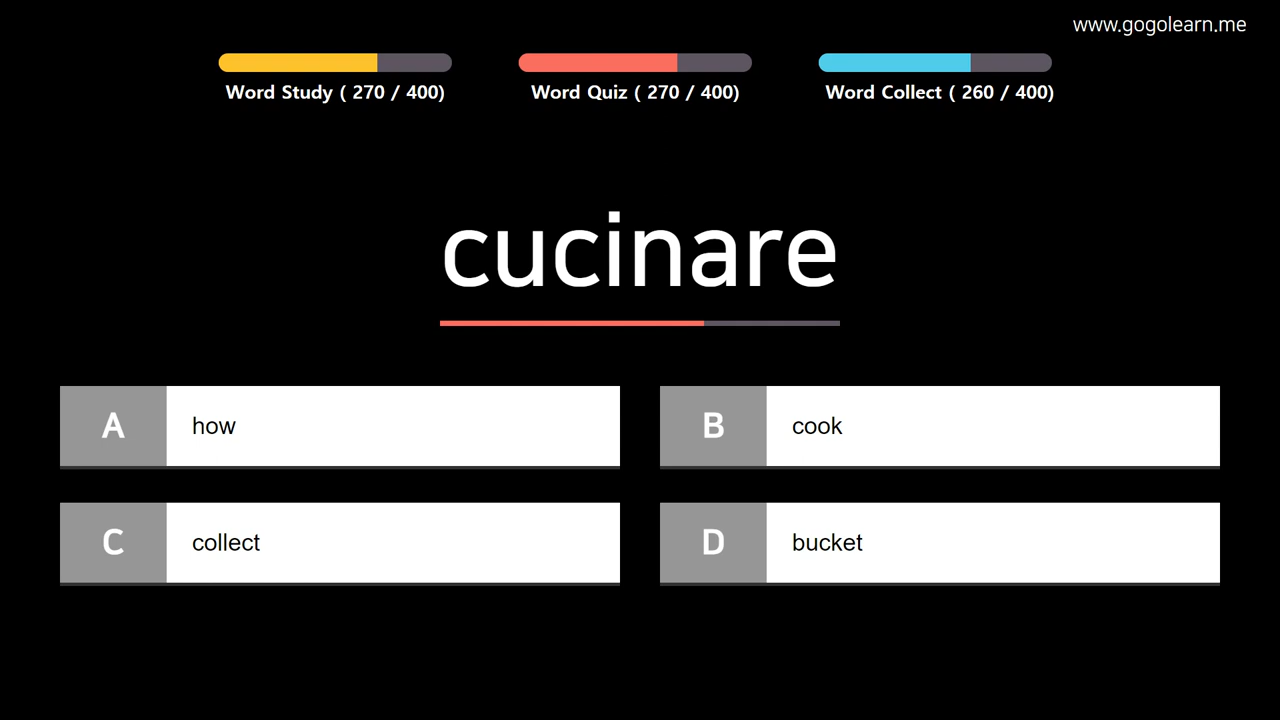 www.gogolearn.me
Word Study ( 270 / 400)
Word Quiz ( 270 / 400)
Word Collect ( 260 / 400)
cucinare
A how
B cook
C collect
D bucket